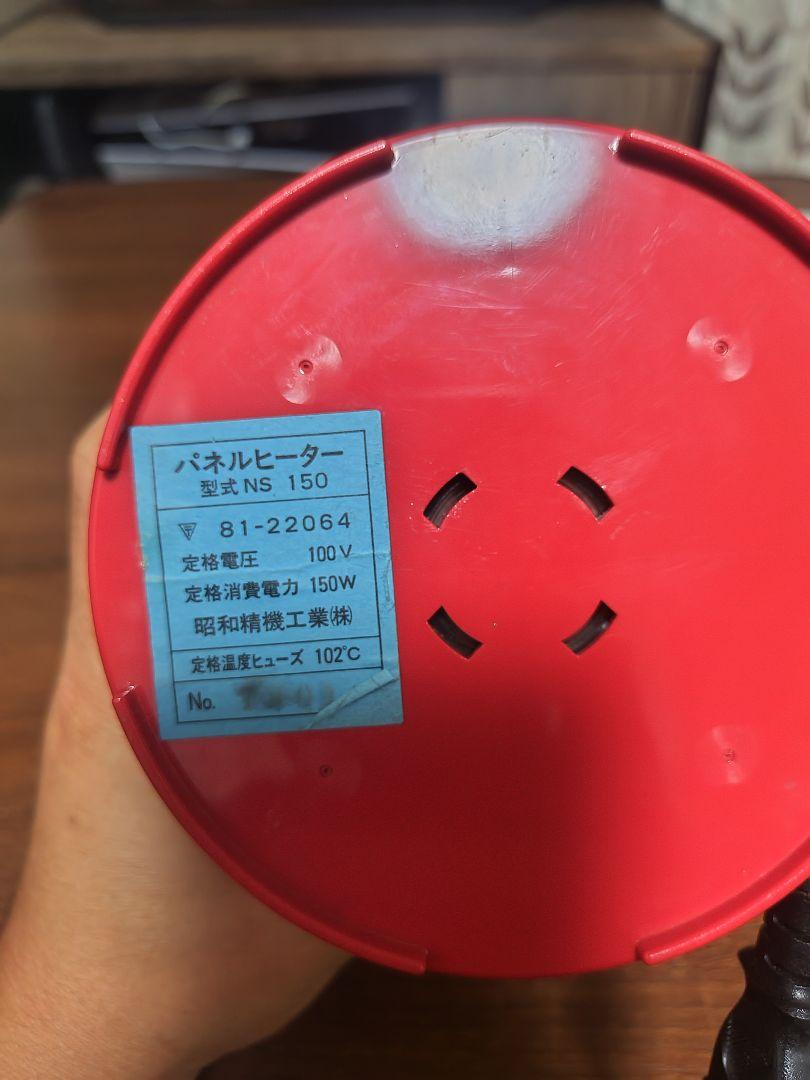 パネルヒーター
型式 NS 150
〒 81-22064
定格電圧 100V
定格消費電力 150W
昭和精機工業㈱
定格温度ヒューズ 102℃
No.